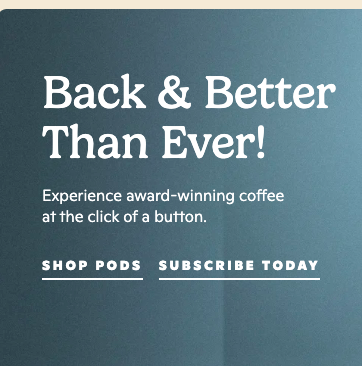 Back & Better
Than Ever!
Experience award-winning coffee
at the click of a button.
SHOP PODS SUBSCRIBE TODAY